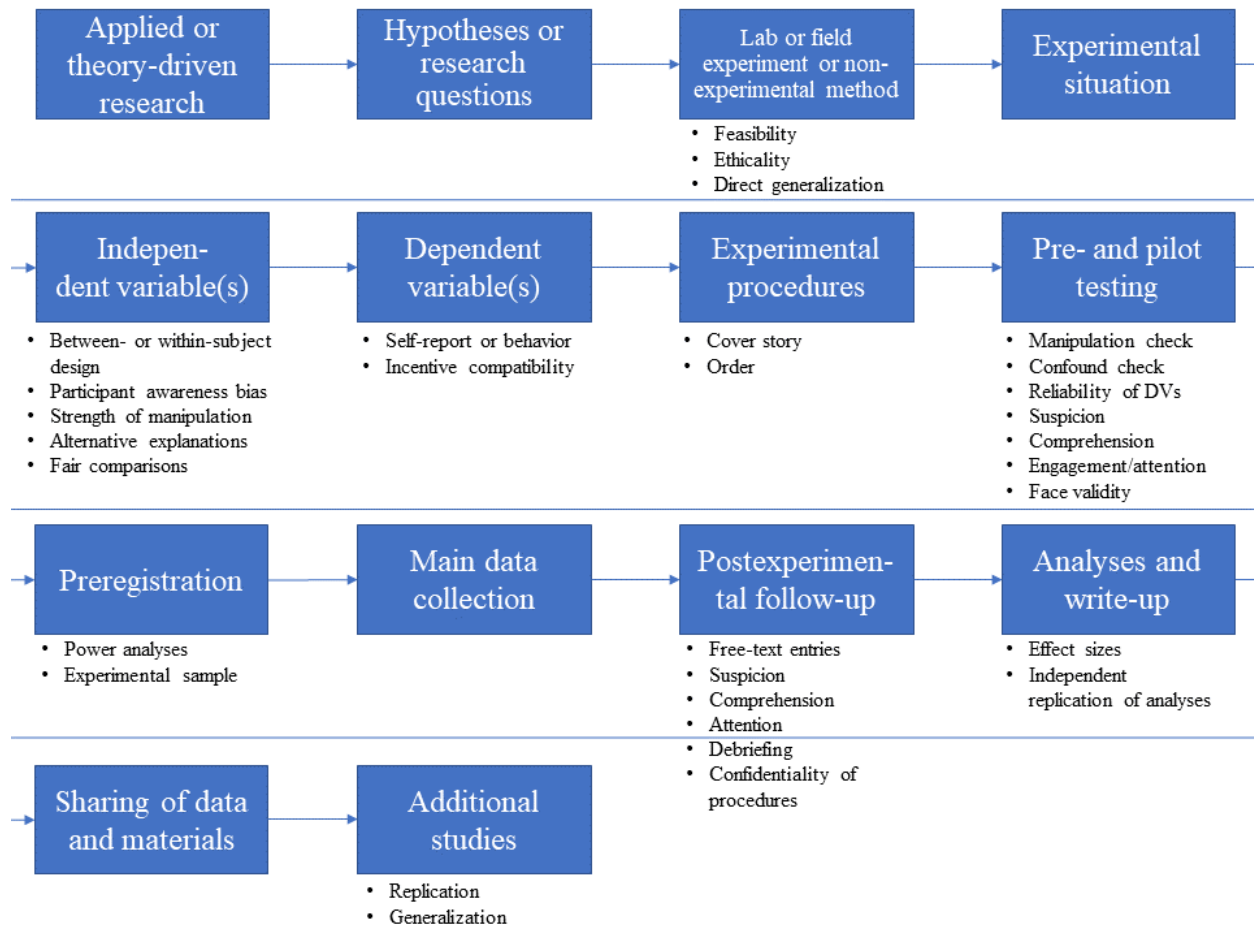 Applied or
theory-driven
research
Hypotheses or
research
questions
Lab or field
experiment or non-
experimental method
Experimental
situation
• Feasibility
• Ethicality
• Direct generalization
Indepen-
dent variable(s)
Dependent
variable(s)
Experimental
procedures
Pre- and pilot
testing
• Between- or within-subject
design
• Participant awareness bias
• Strength of manipulation
• Alternative explanations
• Fair comparisons
• Self-report or behavior
• Incentive compatibility
• Cover story
• Order
• Manipulation check
• Confound check
• Reliability of DVs
• Suspicion
• Comprehension
• Engagement/attention
• Face validity
Preregistration
Main data
collection
Postexperimen-
tal follow-up
Analyses and
write-up
• Power analyses
• Experimental sample
• Free-text entries
• Suspicion
• Comprehension
• Attention
• Debriefing
• Confidentiality of
procedures
• Effect sizes
• Independent
replication of analyses
Sharing of data
and materials
Additional
studies
• Replication
• Generalization